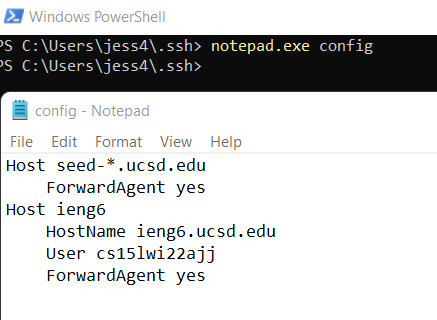 Windows PowerShell
PS C:\Users\jess4\.ssh> notepad.exe config
PS C:\Users\jess4\.ssh>
config - Notepad
File Edit Format View Help
Host seed-*.ucsd.edu
    ForwardAgent yes
Host ieng6
    HostName ieng6.ucsd.edu
    User cs15lwi22ajj
    ForwardAgent yes